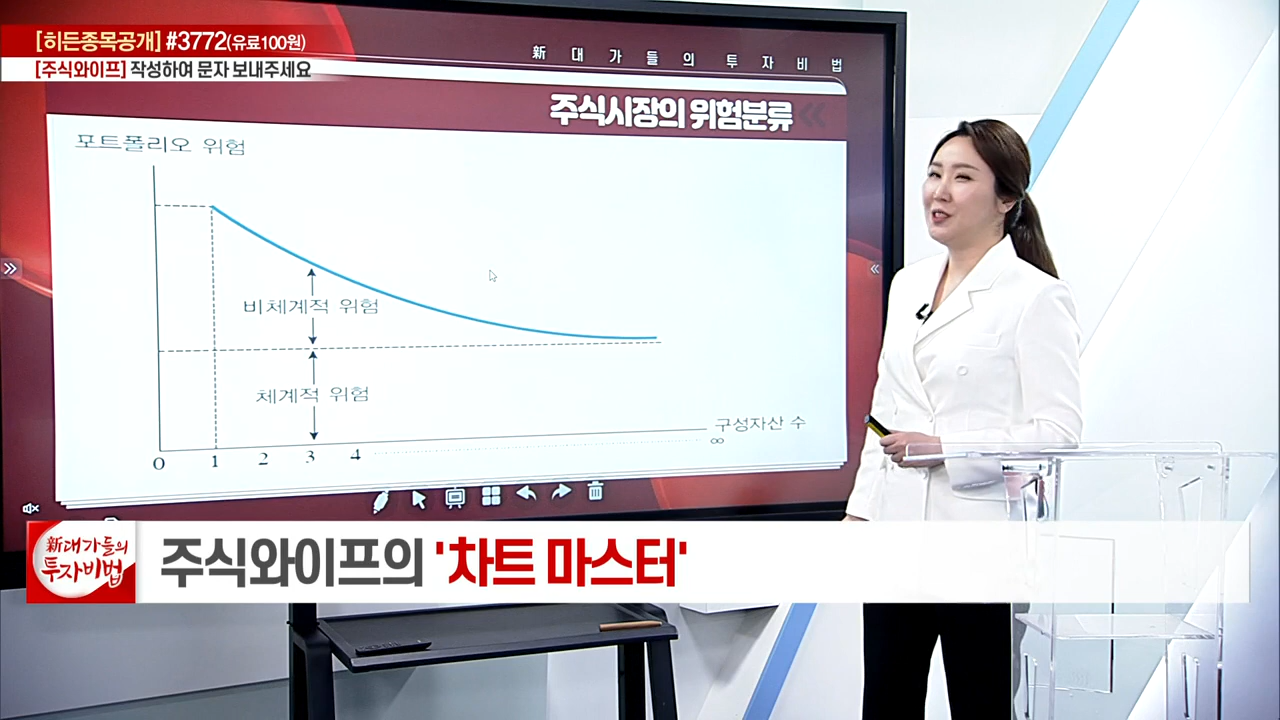 [히든종목공개] #3772(유료100원)
[주식와이프] 작성하여 문자 보내주세요
新 대 가 들 의 투 자 비 법
주식시장의 위험분류
포트폴리오 위험
비체계적 위험
체계적 위험
구성자산 수
∞
0 1 2 3 4
新대가들의
투자비법
주식와이프의 '차트 마스터'